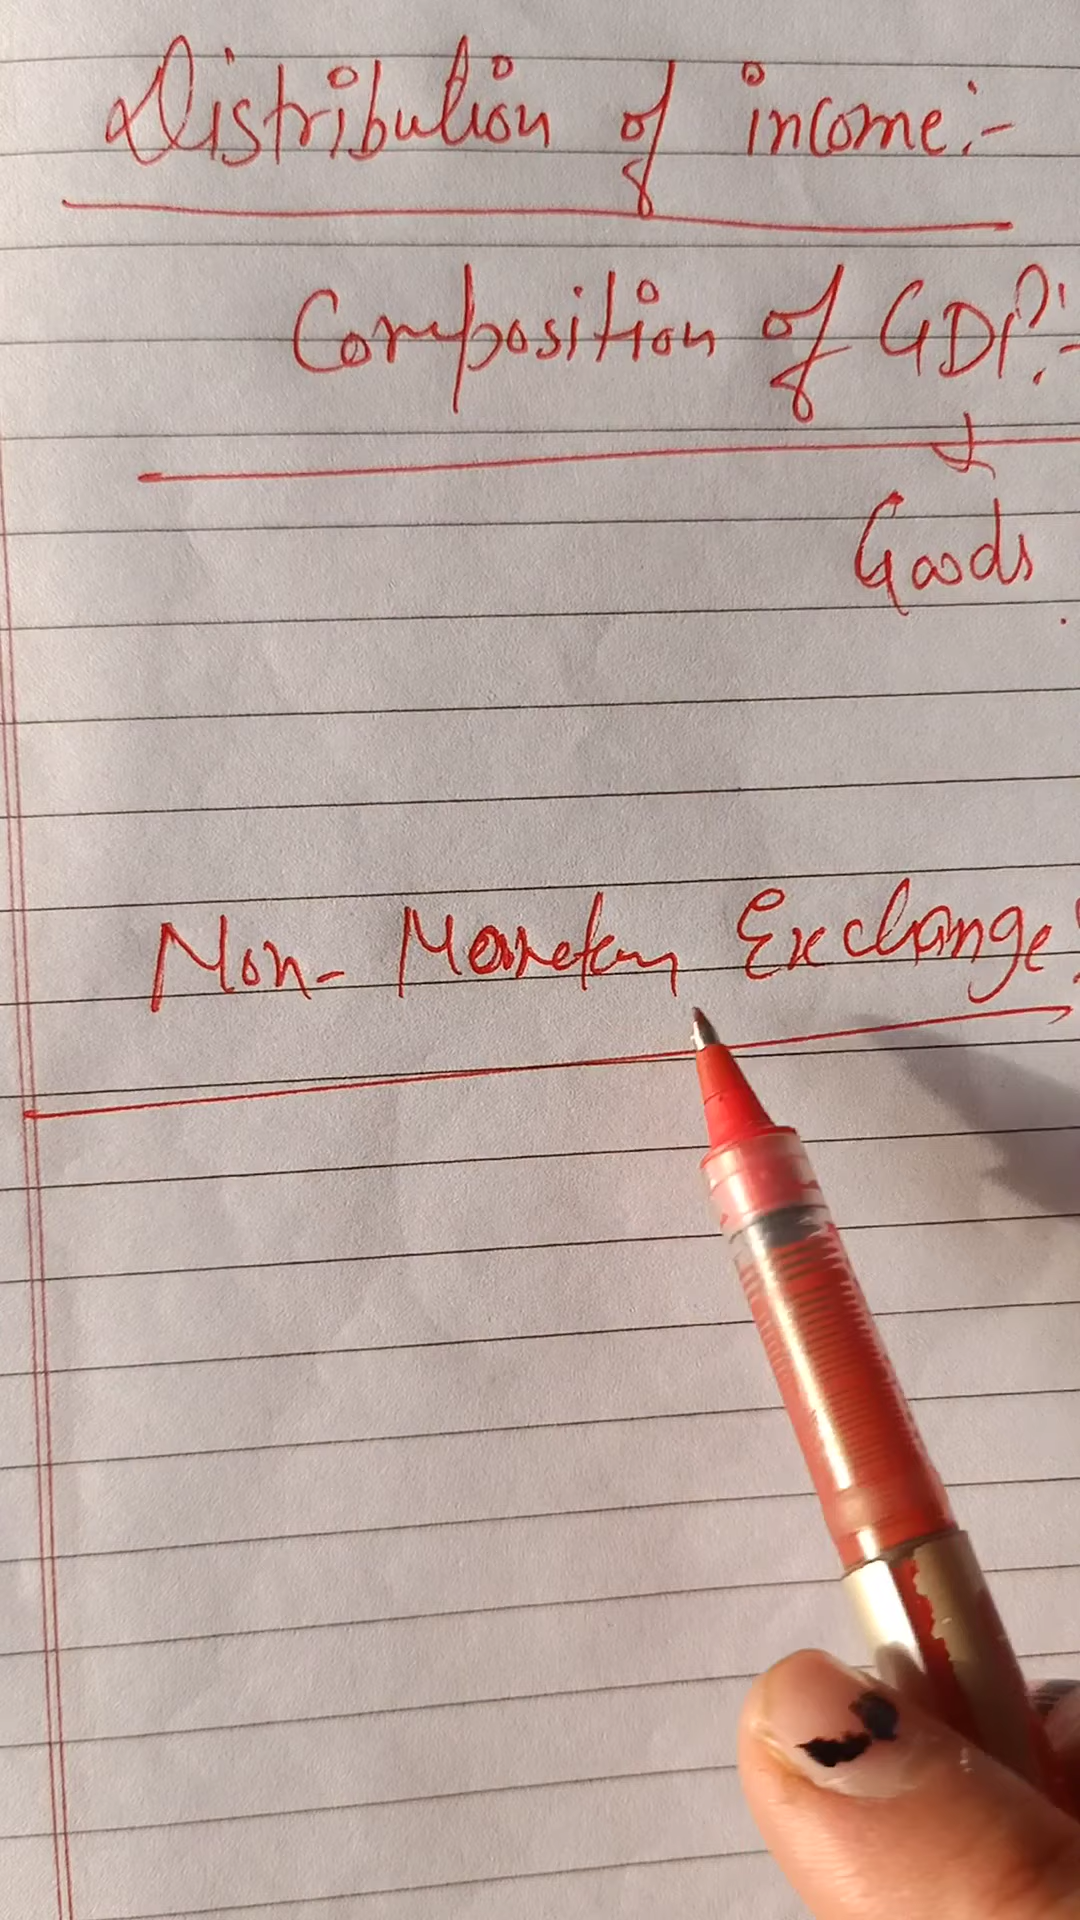 Distribution of income:-
Composition of GDP:-
Goods
Non-Monetary Exchange: